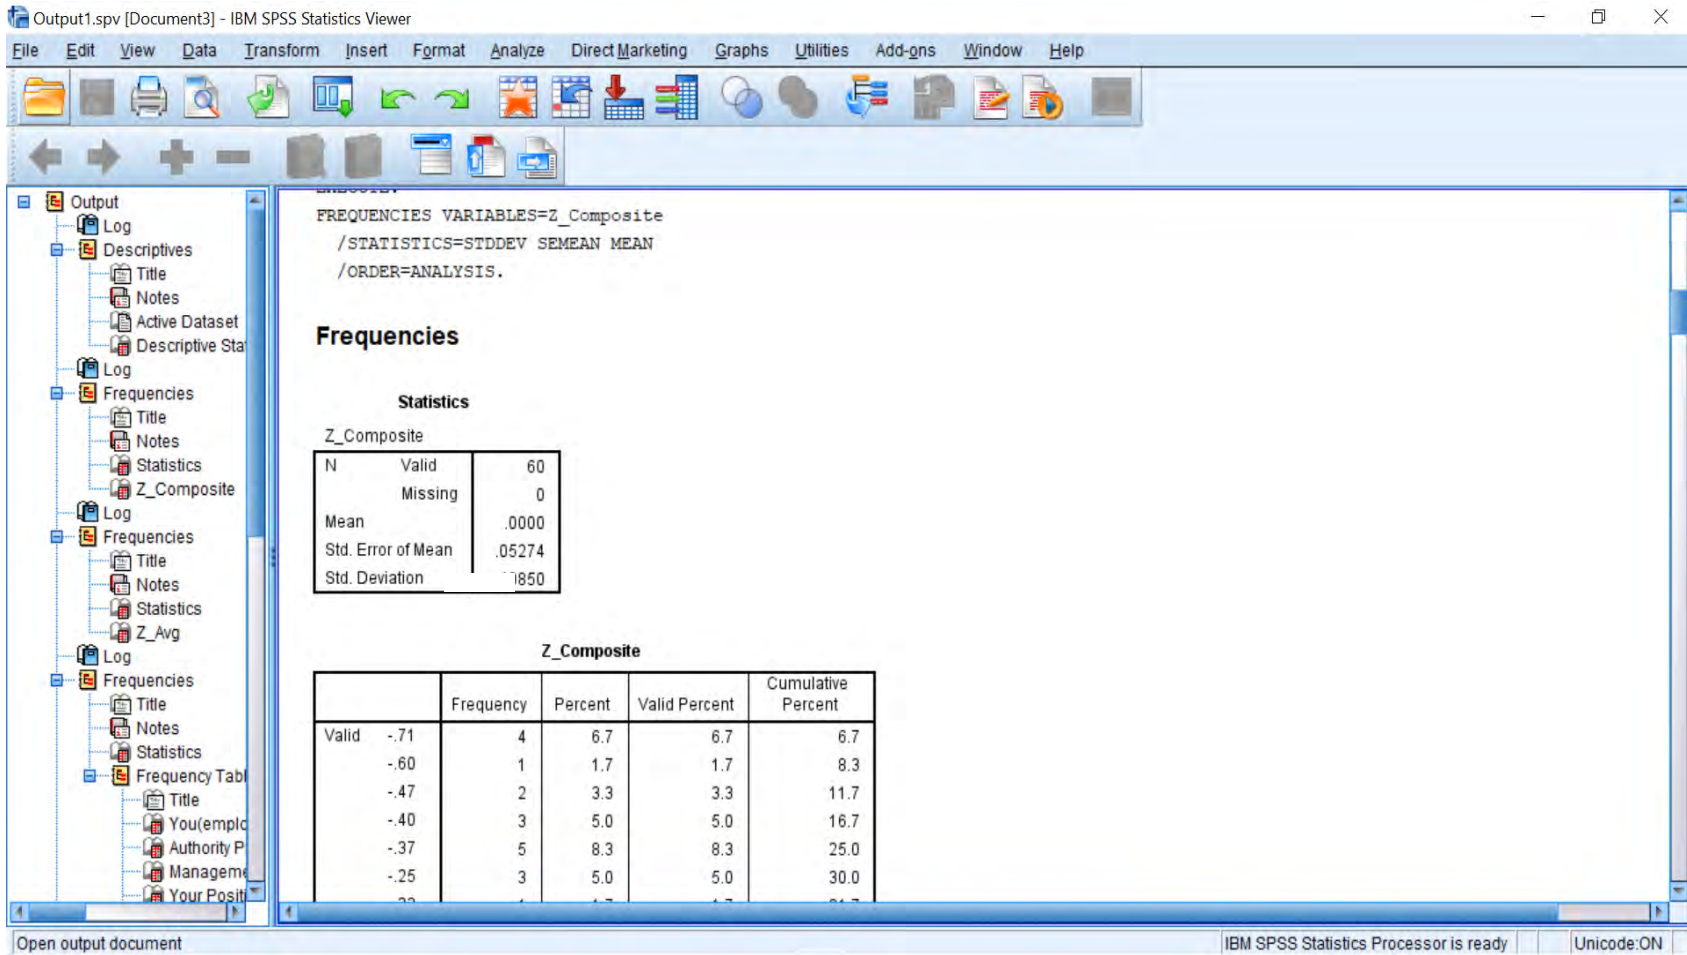 Output1.spv [Document3] - IBM SPSS Statistics Viewer
File Edit View Data Transform Insert Format Analyze Direct Marketing Graphs Utilities Add-ons Window Help
Output
Log
Descriptives
Title
Notes
Active Dataset
Descriptive Sta
Log
Frequencies
Title
Notes
Statistics
Z_Composite
Log
Frequencies
Title
Notes
Statistics
Z_Avg
Log
Frequencies
Title
Notes
Statistics
Frequency Tabl
Title
You(emplo
Authority P
Manageme
Your Positi
FREQUENCIES VARIABLES=Z_Composite
/STATISTICS=STDDEV SEMEAN MEAN
/ORDER=ANALYSIS.
Frequencies
Statistics
Z_Composite
N Valid 60
Missing 0
Mean .0000
Std. Error of Mean .05274
Std. Deviation 850
Z_Composite
Frequency Percent Valid Percent Cumulative Percent
Valid -.71 4 6.7 6.7 6.7
-.60 1 1.7 1.7 8.3
-.47 2 3.3 3.3 11.7
-.40 3 5.0 5.0 16.7
-.37 5 8.3 8.3 25.0
-.25 3 5.0 5.0 30.0
Open output document
IBM SPSS Statistics Processor is ready
Unicode:ON